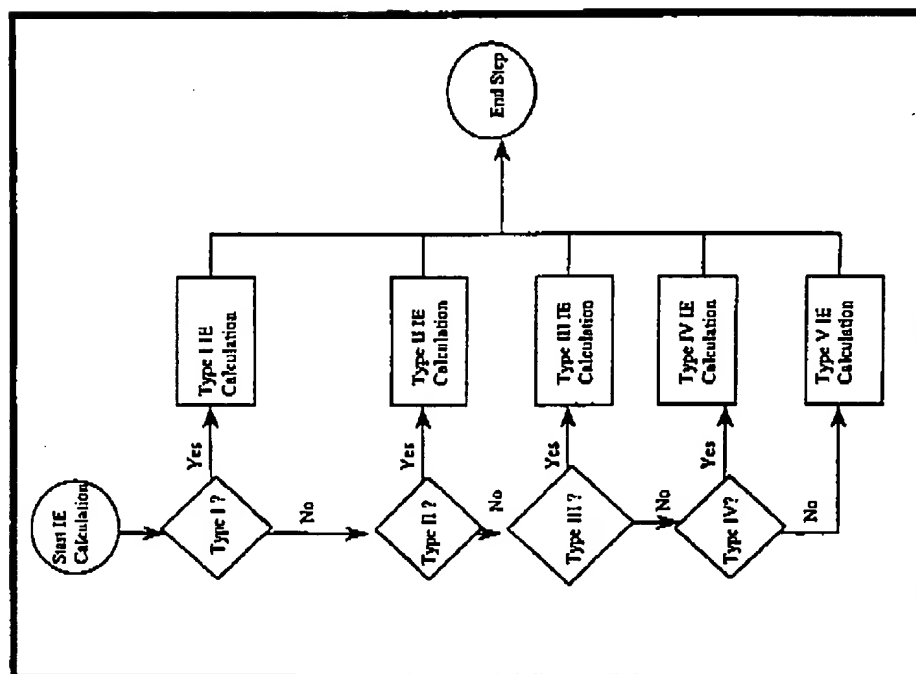 Start IE
Calculation
Type I ?
Yes
Type I IE
Calculation
No
Type II ?
Yes
Type II IE
Calculation
No
Type III ?
Yes
Type III IE
Calculation
No
Type IV?
Yes
Type IV IE
Calculation
No
Type V IE
Calculation
End Step